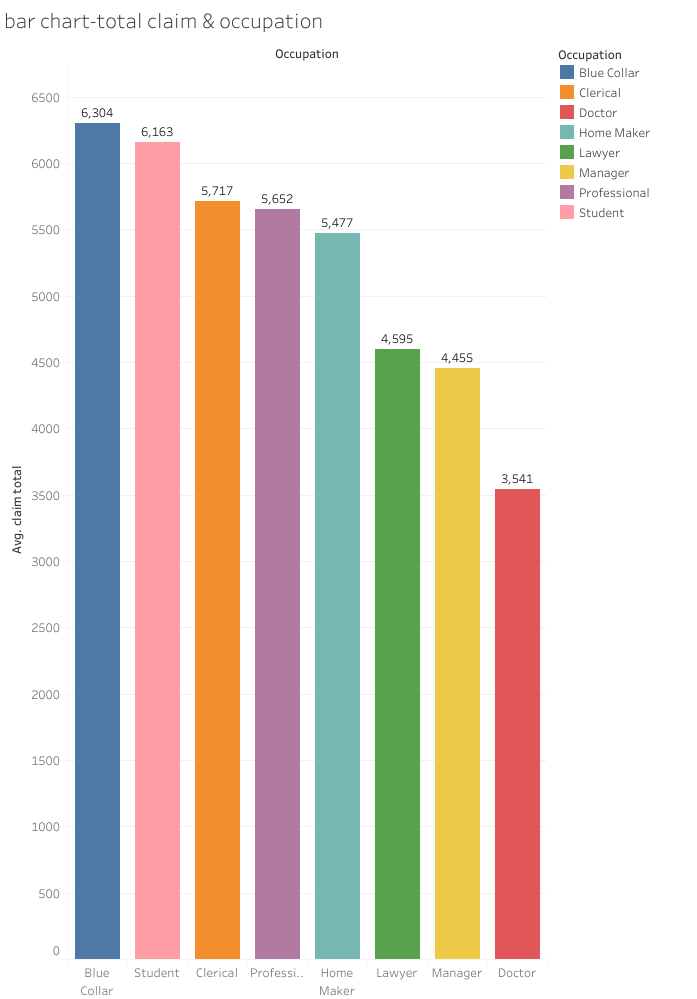 bar chart-total claim & occupation
Occupation
Avg. claim total
6500
6000
5500
5000
4500
4000
3500
3000
2500
2000
1500
1000
500
0
6,304
6,163
5,717
5,652
5,477
4,595
4,455
3,541
Blue Collar
Student
Clerical
Professi..
Home Maker
Lawyer
Manager
Doctor
Occupation
Blue Collar
Clerical
Doctor
Home Maker
Lawyer
Manager
Professional
Student